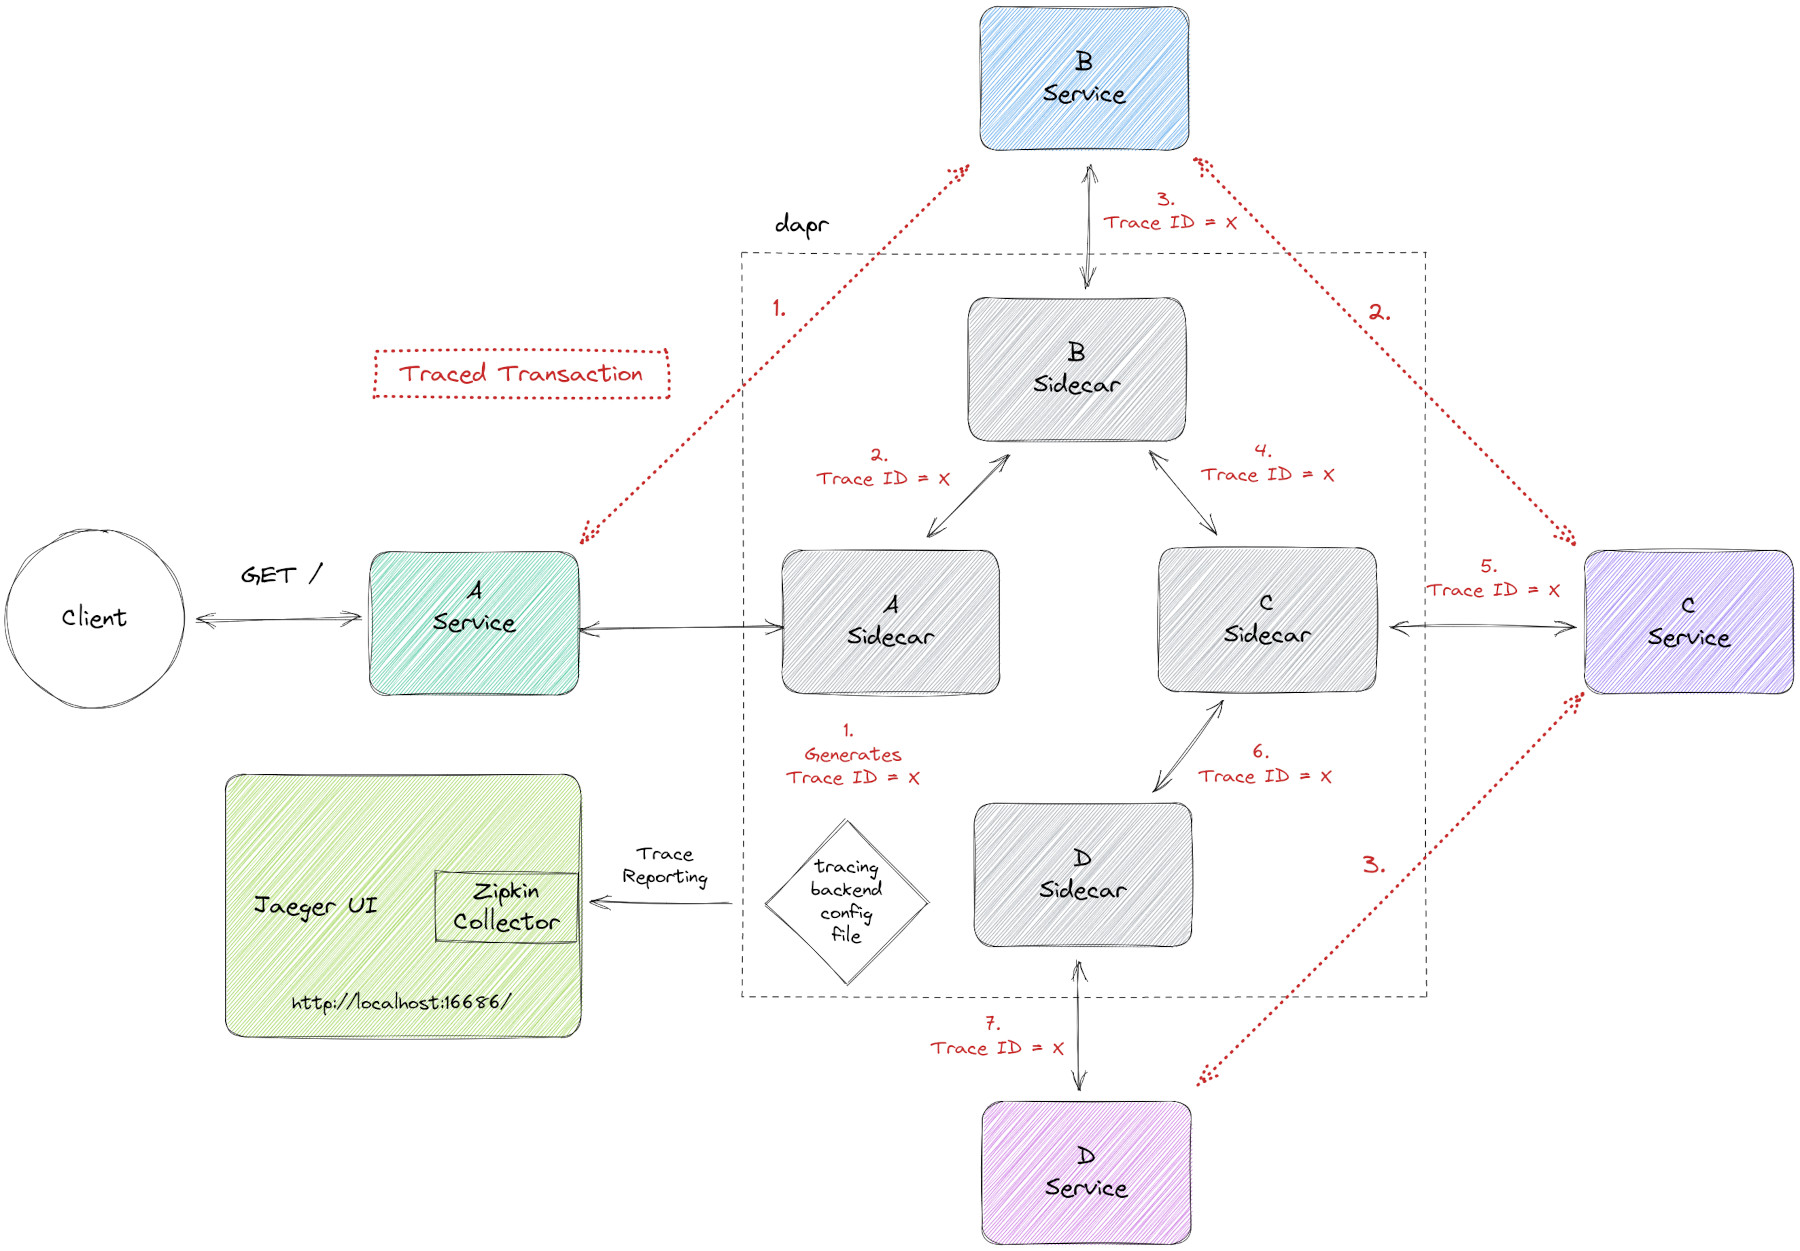 B
Service
dapr
3.
Trace ID = X
1.
2.
Traced Transaction
B
Sidecar
2.
Trace ID = X
4.
Trace ID = X
Client
GET /
A
Service
A
Sidecar
C
Sidecar
5.
Trace ID = X
C
Service
1.
Generates
Trace ID = X
6.
Trace ID = X
Jaeger UI
Zipkin
Collector
http://localhost:16686/
Trace
Reporting
tracing
backend
config
file
D
Sidecar
3.
7.
Trace ID = X
D
Service